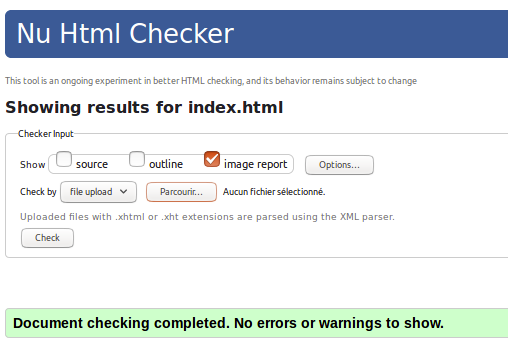 Nu Html Checker
This tool is an ongoing experiment in better HTML checking, and its behavior remains subject to change
Showing results for index.html
Checker Input
Show source outline image report Options...
Check by file upload Parcourir... Aucun fichier sélectionné.
Uploaded files with .xhtml or .xht extensions are parsed using the XML parser.
Check
Document checking completed. No errors or warnings to show.